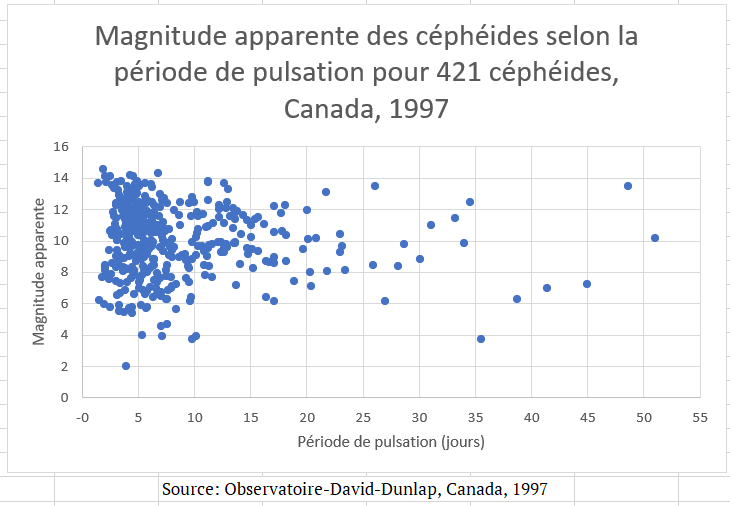 Magnitude apparente des céphéides selon la
période de pulsation pour 421 céphéides,
Canada, 1997
16
14
12
10
8
6
4
2
0
Magnitude apparente
-0 5 10 15 20 25 30 35 40 45 50 55
Période de pulsation (jours)
Source: Observatoire-David-Dunlap, Canada, 1997